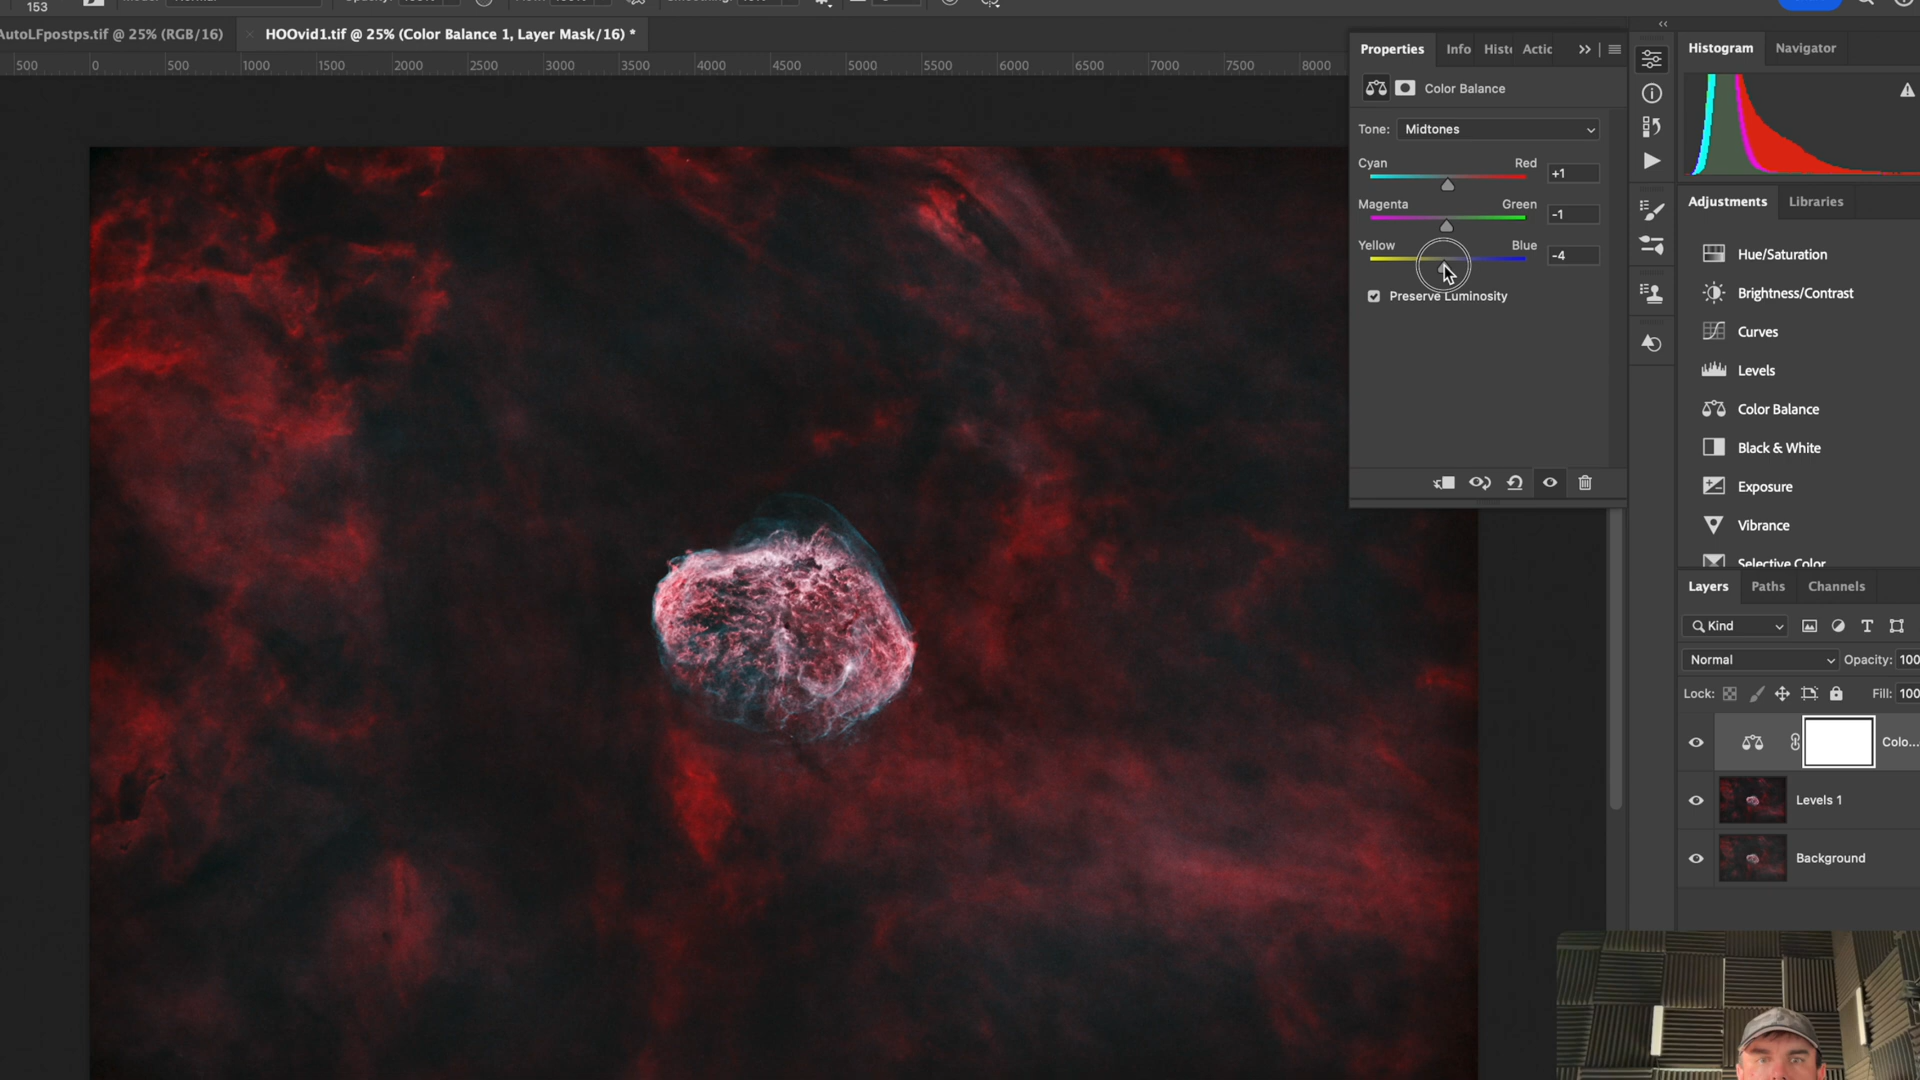 153
AutoLFpostps.tif @ 25% (RGB/16)
HOOvid1.tif @ 25% (Color Balance 1, Layer Mask/16) *
500 0 500 1000 1500 2000 2500 3000 3500 4000 4500 5000 5500 6000 6500 7000 7500 8000
Properties Info Histo Actio
Color Balance
Tone: Midtones
Cyan Red +1
Magenta Green -1
Yellow Blue -4
Preserve Luminosity
Histogram Navigator
Adjustments Libraries
Hue/Saturation
Brightness/Contrast
Curves
Levels
Color Balance
Black & White
Exposure
Vibrance
Selective Color
Layers Paths Channels
Kind
Normal Opacity: 100
Lock: Fill: 100
Colo...
Levels 1
Background